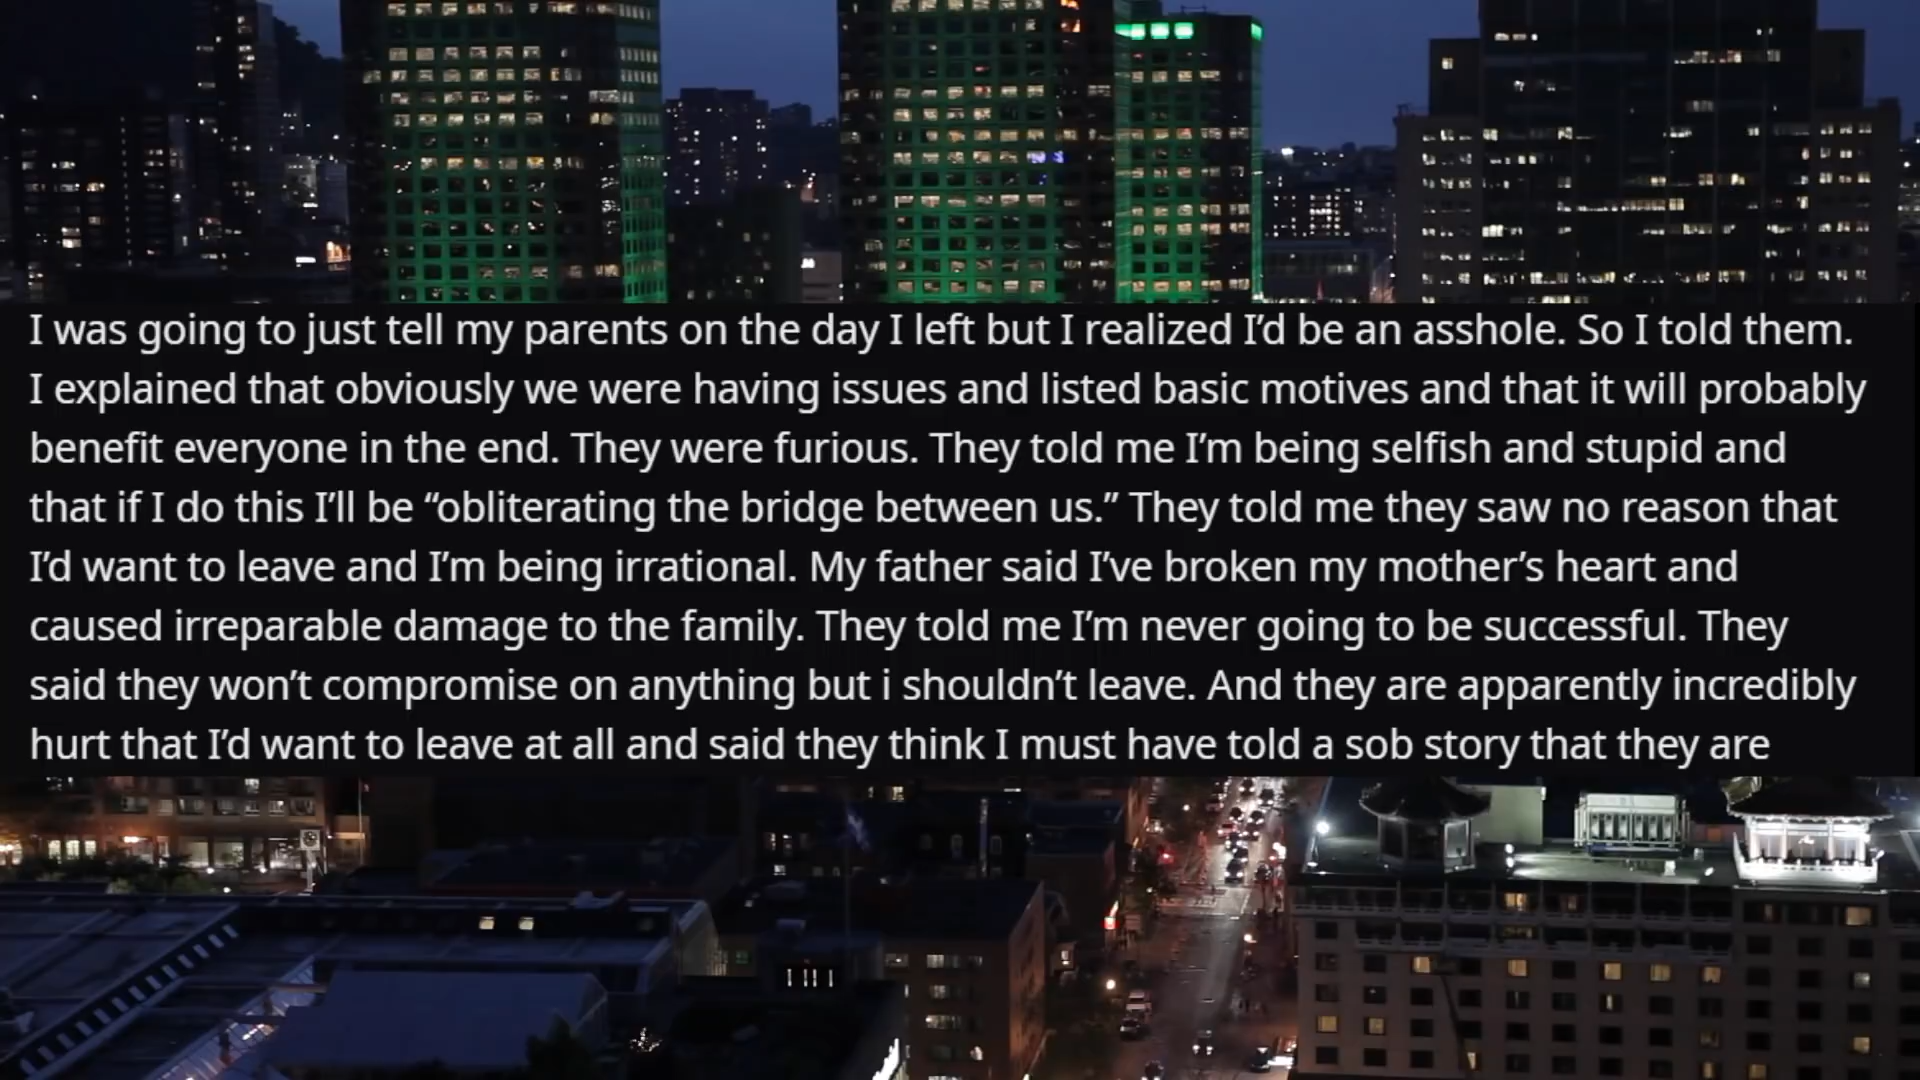 I was going to just tell my parents on the day I left but I realized I’d be an asshole. So I told them.
I explained that obviously we were having issues and listed basic motives and that it will probably
benefit everyone in the end. They were furious. They told me I’m being selfish and stupid and
that if I do this I’ll be “obliterating the bridge between us.” They told me they saw no reason that
I’d want to leave and I’m being irrational. My father said I’ve broken my mother’s heart and
caused irreparable damage to the family. They told me I’m never going to be successful. They
said they won’t compromise on anything but i shouldn’t leave. And they are apparently incredibly
hurt that I’d want to leave at all and said they think I must have told a sob story that they are